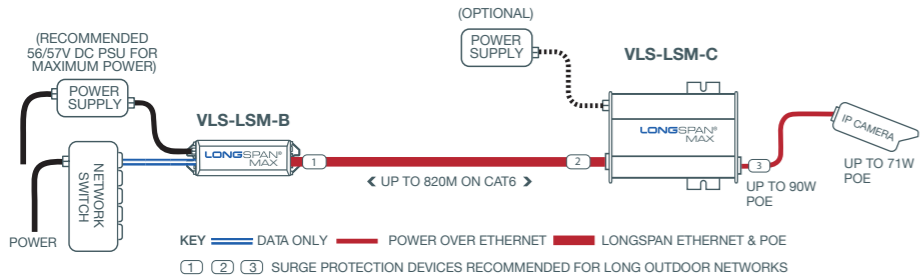 (RECOMMENDED
56/57V DC PSU FOR
MAXIMUM POWER)
POWER
SUPPLY
NETWORK
SWITCH
POWER
VLS-LSM-B
LONGSPAN®
MAX
1
< UP TO 820M ON CAT6 >
2
(OPTIONAL)
POWER
SUPPLY
VLS-LSM-C
LONGSPAN®
MAX
3
UP TO 90W
POE
IP CAMERA
UP TO 71W
POE
KEY DATA ONLY POWER OVER ETHERNET LONGSPAN ETHERNET & POE
1 2 3 SURGE PROTECTION DEVICES RECOMMENDED FOR LONG OUTDOOR NETWORKS